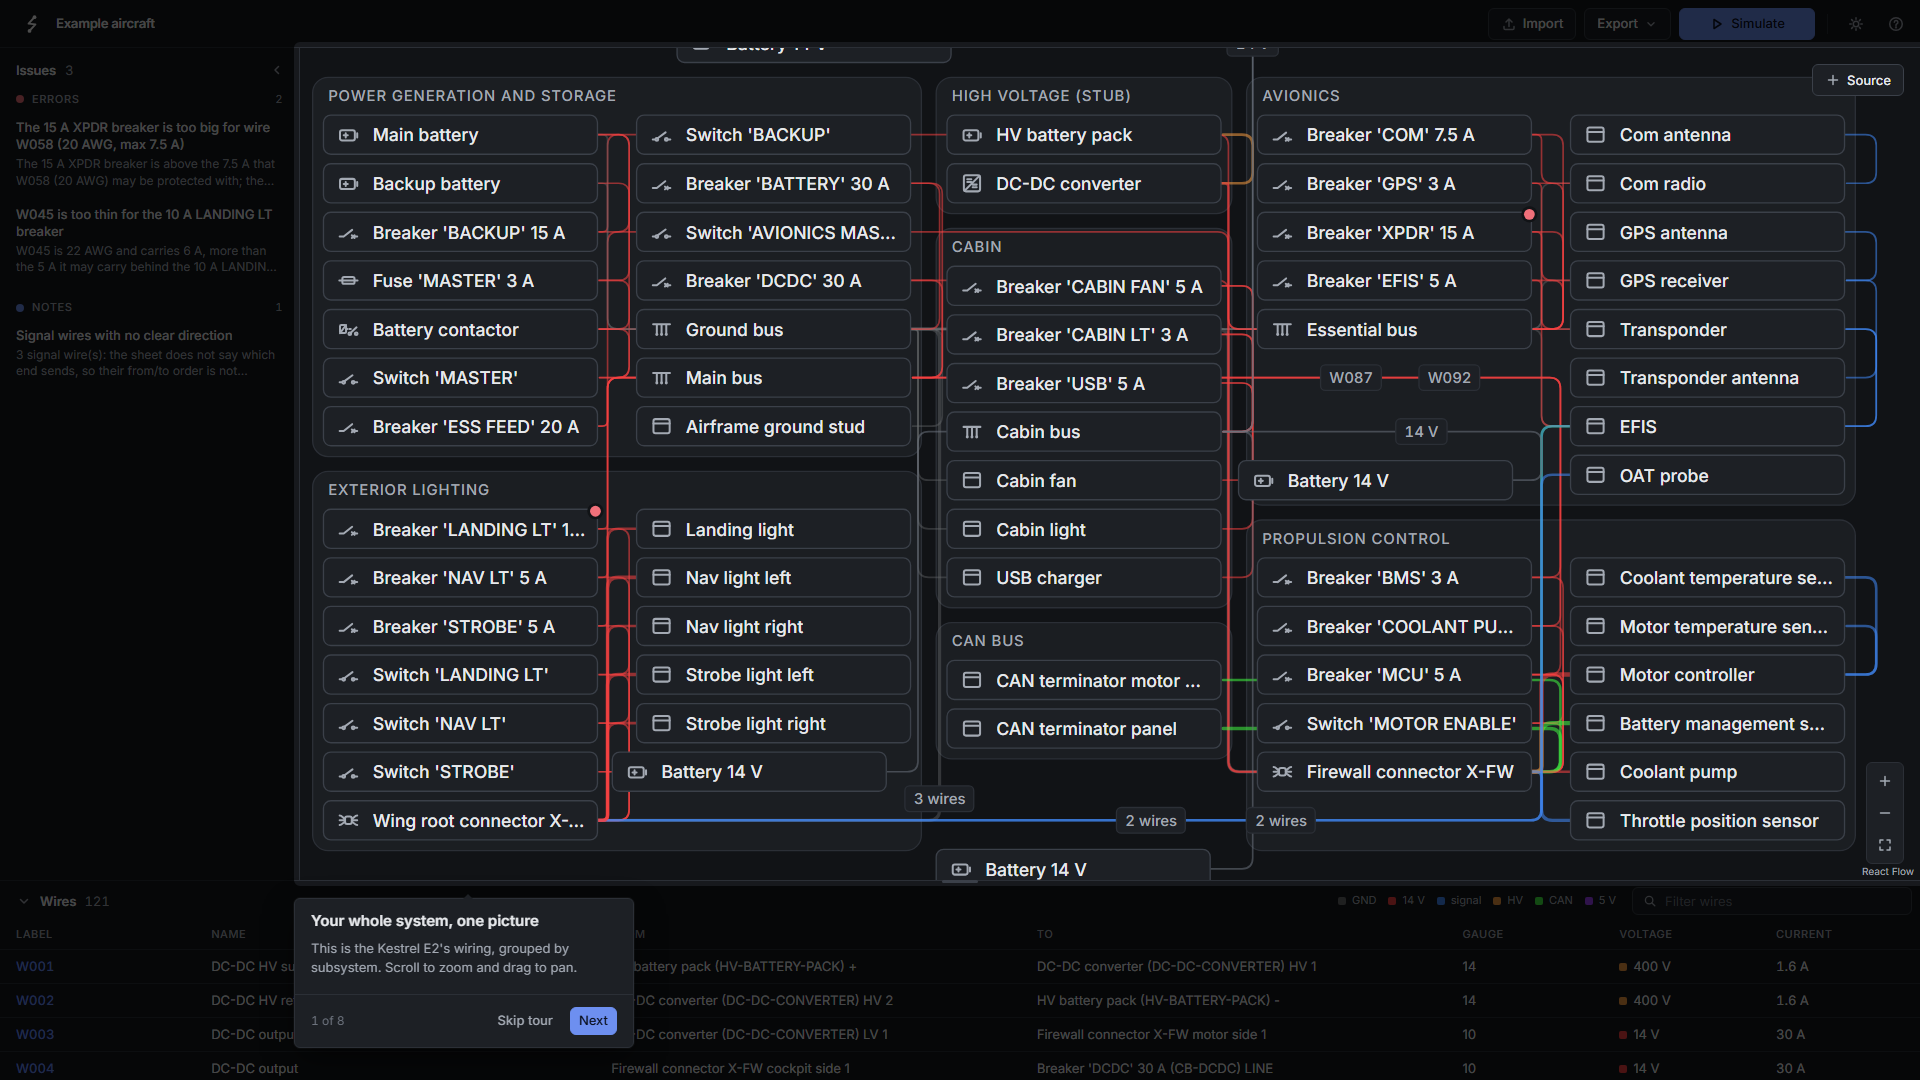 Example aircraft
Import
Export
Simulate
Issues 3
ERRORS 2
The 15 A XPDR breaker is too big for wire
W058 (20 AWG, max 7.5 A)
The 15 A XPDR breaker is above the 7.5 A that
W058 (20 AWG) may be protected with; the...
W045 is too thin for the 10 A LANDING LT
breaker
W045 is 22 AWG and carries 6 A, more than
the 5 A it may carry behind the 10 A LANDIN...
NOTES 1
Signal wires with no clear direction
3 signal wire(s): the sheet does not say which
end sends, so their from/to order is not...
Source
POWER GENERATION AND STORAGE
Main battery
Backup battery
Breaker 'BACKUP' 15 A
Fuse 'MASTER' 3 A
Battery contactor
Switch 'MASTER'
Breaker 'ESS FEED' 20 A
Switch 'BACKUP'
Breaker 'BATTERY' 30 A
Switch 'AVIONICS MAS...
Breaker 'DCDC' 30 A
Ground bus
Main bus
Airframe ground stud
EXTERIOR LIGHTING
Breaker 'LANDING LT' 1...
Breaker 'NAV LT' 5 A
Breaker 'STROBE' 5 A
Switch 'LANDING LT'
Switch 'NAV LT'
Switch 'STROBE'
Wing root connector X-...
Landing light
Nav light left
Nav light right
Strobe light left
Strobe light right
Battery 14 V
3 wires
HIGH VOLTAGE (STUB)
HV battery pack
DC-DC converter
CABIN
Breaker 'CABIN FAN' 5 A
Breaker 'CABIN LT' 3 A
Breaker 'USB' 5 A
Cabin bus
Cabin fan
Cabin light
USB charger
CAN BUS
CAN terminator motor ...
CAN terminator panel
2 wires
2 wires
Battery 14 V
AVIONICS
Breaker 'COM' 7.5 A
Breaker 'GPS' 3 A
Breaker 'XPDR' 15 A
Breaker 'EFIS' 5 A
Essential bus
W087
W092
14 V
Battery 14 V
Com antenna
Com radio
GPS antenna
GPS receiver
Transponder
Transponder antenna
EFIS
OAT probe
PROPULSION CONTROL
Breaker 'BMS' 3 A
Breaker 'COOLANT PU...
Breaker 'MCU' 5 A
Switch 'MOTOR ENABLE'
Firewall connector X-FW
Coolant temperature se...
Motor temperature sen...
Motor controller
Battery management s...
Coolant pump
Throttle position sensor
React Flow
Wires 121
GND 14 V signal HV CAN 5 V
Filter wires
LABEL NAME TO GAUGE VOLTAGE CURRENT
W001 DC-DC HV su battery pack (HV-BATTERY-PACK) + DC-DC converter (DC-DC-CONVERTER) HV 1 14 400 V 1.6 A
W002 DC-DC HV re DC converter (DC-DC-CONVERTER) HV 2 HV battery pack (HV-BATTERY-PACK) - 14 400 V 1.6 A
W003 DC-DC outpu DC converter (DC-DC-CONVERTER) LV 1 Firewall connector X-FW motor side 1 10 14 V 30 A
W004 DC-DC output Firewall connector X-FW cockpit side 1 Breaker 'DCDC' 30 A (CB-DCDC) LINE 10 14 V 30 A
Your whole system, one picture
This is the Kestrel E2's wiring, grouped by
subsystem. Scroll to zoom and drag to pan.
1 of 8
Skip tour
Next